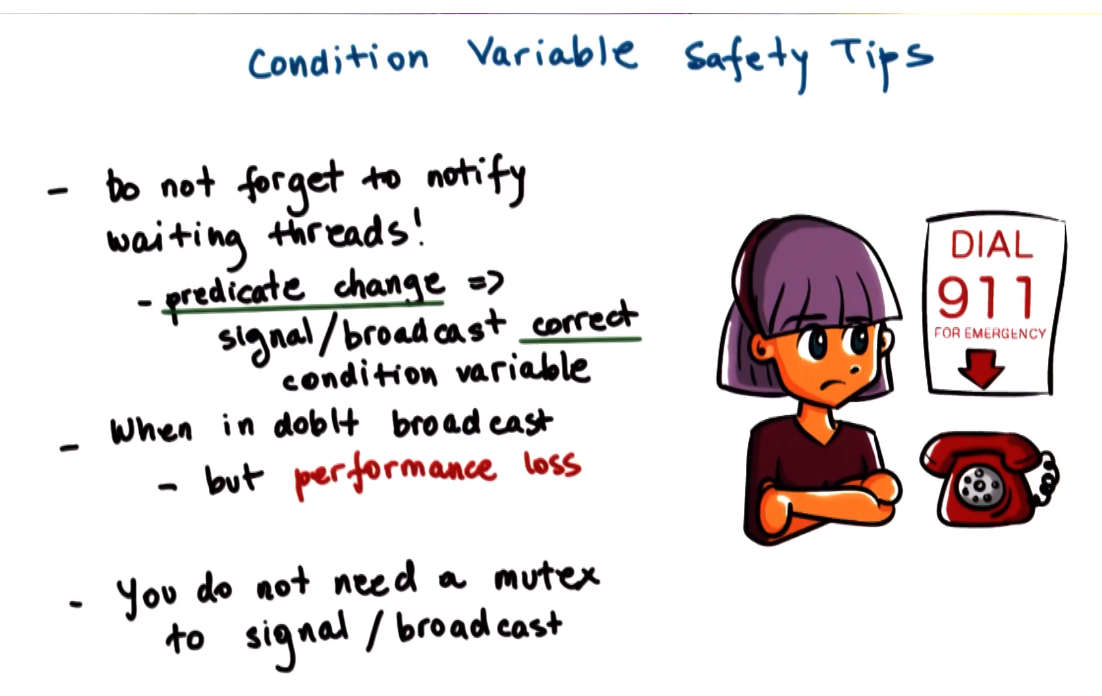 Condition Variable Safety Tips
- Do not forget to notify
waiting threads!
- predicate change =>
signal/broadcast correct
condition variable
- When in doblt broadcast
- but performance loss
- You do not need a mutex
to signal/broadcast
DIAL
911
FOR EMERGENCY